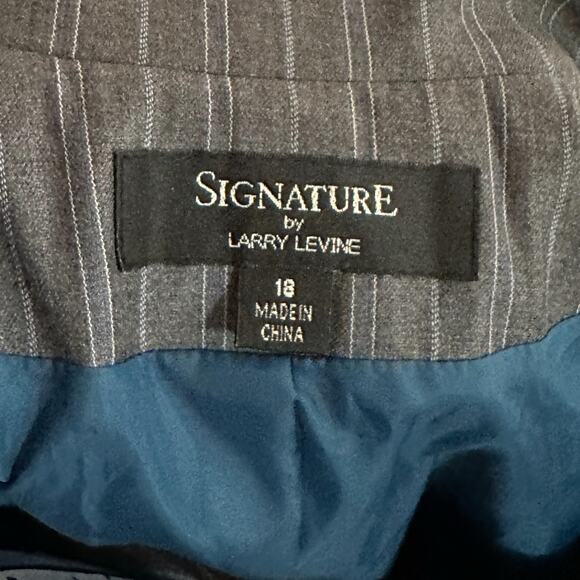 SIGNATURE
by
LARRY LEVINE
18
MADE IN
CHINA